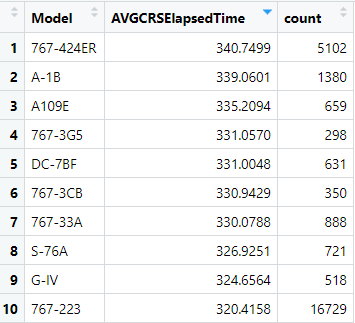 Model AVGCRSElapsedTime count
1 767-424ER 340.7499 5102
2 A-1B 339.0601 1380
3 A109E 335.2094 659
4 767-3G5 331.0570 298
5 DC-7BF 331.0048 631
6 767-3CB 330.9429 350
7 767-33A 330.0788 888
8 S-76A 326.9251 721
9 G-IV 324.6564 518
10 767-223 320.4158 16729